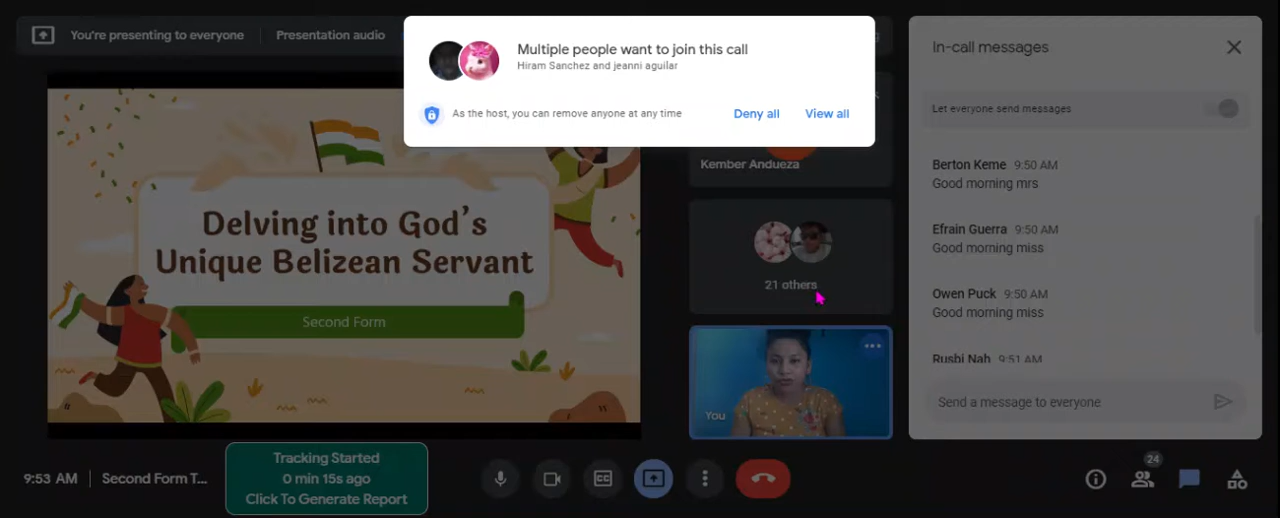 You're presenting to everyone
Presentation audio
Multiple people want to join this call
Hiram Sanchez and jeanni aguilar
As the host, you can remove anyone at any time
Deny all
View all
Delving into God's
Unique Belizean Servant
Second Form
Kember Andueza
21 others
You
In-call messages
Let everyone send messages
Berton Keme 9:50 AM
Good morning mrs
Efrain Guerra 9:50 AM
Good morning miss
Owen Puck 9:50 AM
Good morning miss
Rushi Nah 9:51 AM
Send a message to everyone
9:53 AM
Second Form T...
Tracking Started
0 min 15s ago
Click To Generate Report
CC
24